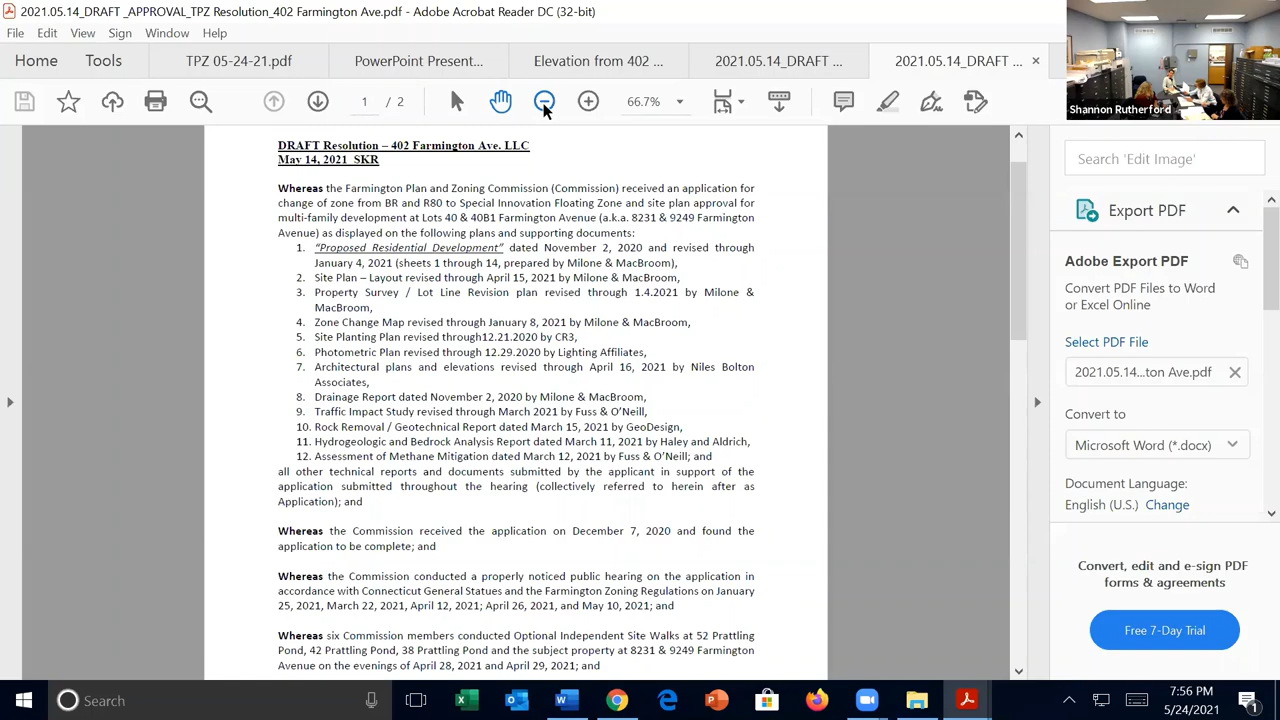 2021.05.14_DRAFT _APPROVAL_TPZ Resolution_402 Farmington Ave.pdf - Adobe Acrobat Reader DC (32-bit)
File Edit View Sign Window Help
Home Tools TPZ 05-24-21.pdf PowerPoint Present... Elevation from 402 ... 2021.05.14_DRAFT ... 2021.05.14_DRAFT ... ×
1 / 2 66.7%
Shannon Rutherford
DRAFT Resolution – 402 Farmington Ave. LLC
May 14, 2021 SKR
Whereas the Farmington Plan and Zoning Commission (Commission) received an application for
change of zone from BR and R80 to Special Innovation Floating Zone and site plan approval for
multi-family development at Lots 40 & 40B1 Farmington Avenue (a.k.a. 8231 & 9249 Farmington
Avenue) as displayed on the following plans and supporting documents:
1. "Proposed Residential Development" dated November 2, 2020 and revised through
January 4, 2021 (sheets 1 through 14, prepared by Milone & MacBroom),
2. Site Plan – Layout revised through April 15, 2021 by Milone & MacBroom,
3. Property Survey / Lot Line Revision plan revised through 1.4.2021 by Milone &
MacBroom,
4. Zone Change Map revised through January 8, 2021 by Milone & MacBroom,
5. Site Planting Plan revised through12.21.2020 by CR3,
6. Photometric Plan revised through 12.29.2020 by Lighting Affiliates,
7. Architectural plans and elevations revised through April 16, 2021 by Niles Bolton
Associates,
8. Drainage Report dated November 2, 2020 by Milone & MacBroom,
9. Traffic Impact Study revised through March 2021 by Fuss & O'Neill,
10. Rock Removal / Geotechnical Report dated March 15, 2021 by GeoDesign,
11. Hydrogeologic and Bedrock Analysis Report dated March 11, 2021 by Haley and Aldrich,
12. Assessment of Methane Mitigation dated March 12, 2021 by Fuss & O'Neill; and
all other technical reports and documents submitted by the applicant in support of the
application submitted throughout the hearing (collectively referred to herein after as
Application); and
Whereas the Commission received the application on December 7, 2020 and found the
application to be complete; and
Whereas the Commission conducted a properly noticed public hearing on the application in
accordance with Connecticut General Statues and the Farmington Zoning Regulations on January
25, 2021, March 22, 2021, April 12, 2021; April 26, 2021, and May 10, 2021; and
Whereas six Commission members conducted Optional Independent Site Walks at 52 Prattling
Pond, 42 Prattling Pond, 38 Prattling Pond and the subject property at 8231 & 9249 Farmington
Avenue on the evenings of April 28, 2021 and April 29, 2021; and
Search 'Edit Image'
Export PDF
Adobe Export PDF
Convert PDF Files to Word
or Excel Online
Select PDF File
2021.05.14...ton Ave.pdf
Convert to
Microsoft Word (*.docx)
Document Language:
English (U.S.) Change
Convert, edit and e-sign PDF
forms & agreements
Free 7-Day Trial
Search
7:56 PM
5/24/2021
1